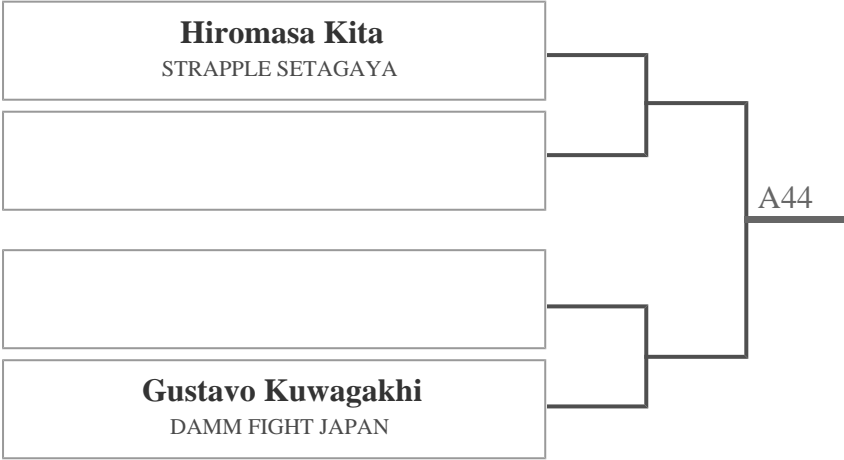 Hiromasa Kita
STRAPPLE SETAGAYA
A44
Gustavo Kuwagakhi
DAMM FIGHT JAPAN